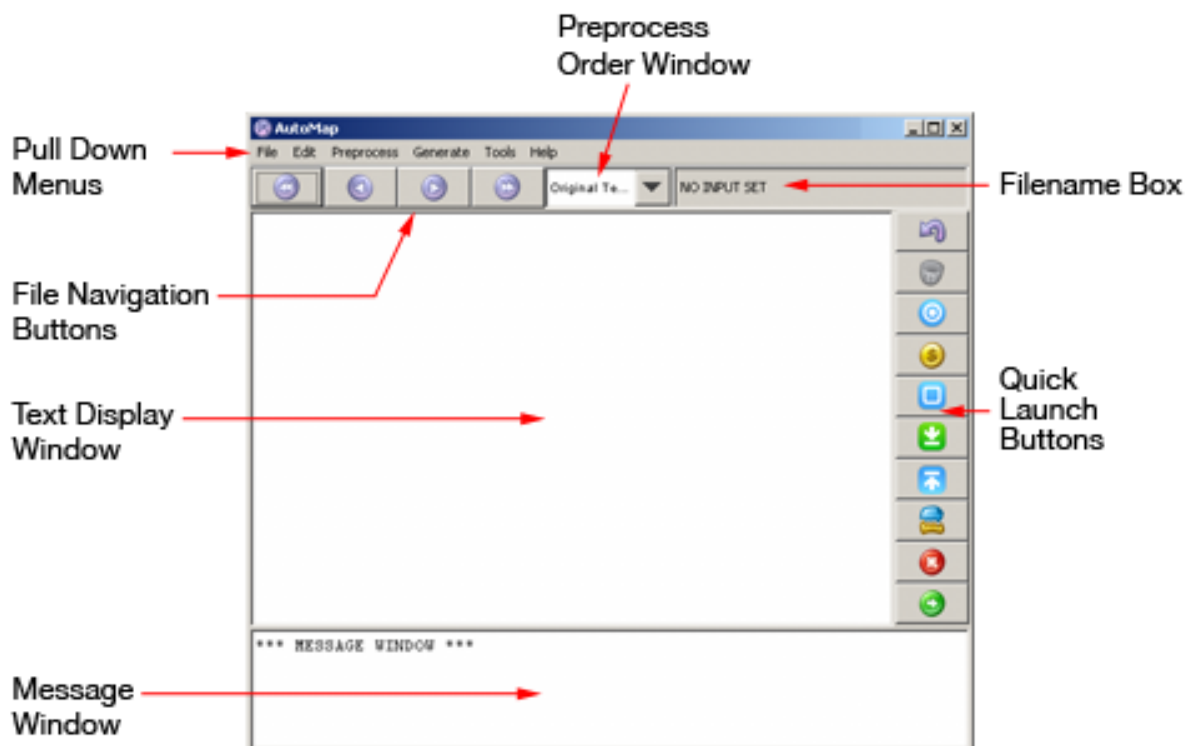 Preprocess
Order Window
AutoMap
Pull Down
Menus
File Edit Preprocess Generate Tools Help
Original Te...
NO INPUT SET
Filename Box
File Navigation
Buttons
Text Display
Window
Quick
Launch
Buttons
*** MESSAGE WINDOW ***
Message
Window